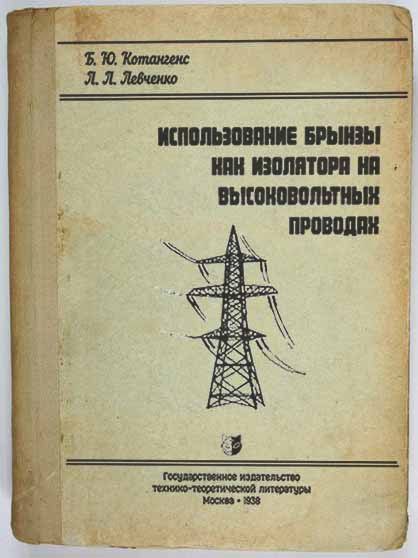 Б. Ю. Котангенс
Л. Л. Левченко
ИСПОЛЬЗОВАНИЕ БРЫНЗЫ
КАК ИЗОЛЯТОРА НА
ВЫСОКОВОЛЬТНЫХ
ПРОВОДАХ
Государственное издательство
технико-теоретической литературы
Москва • 1938